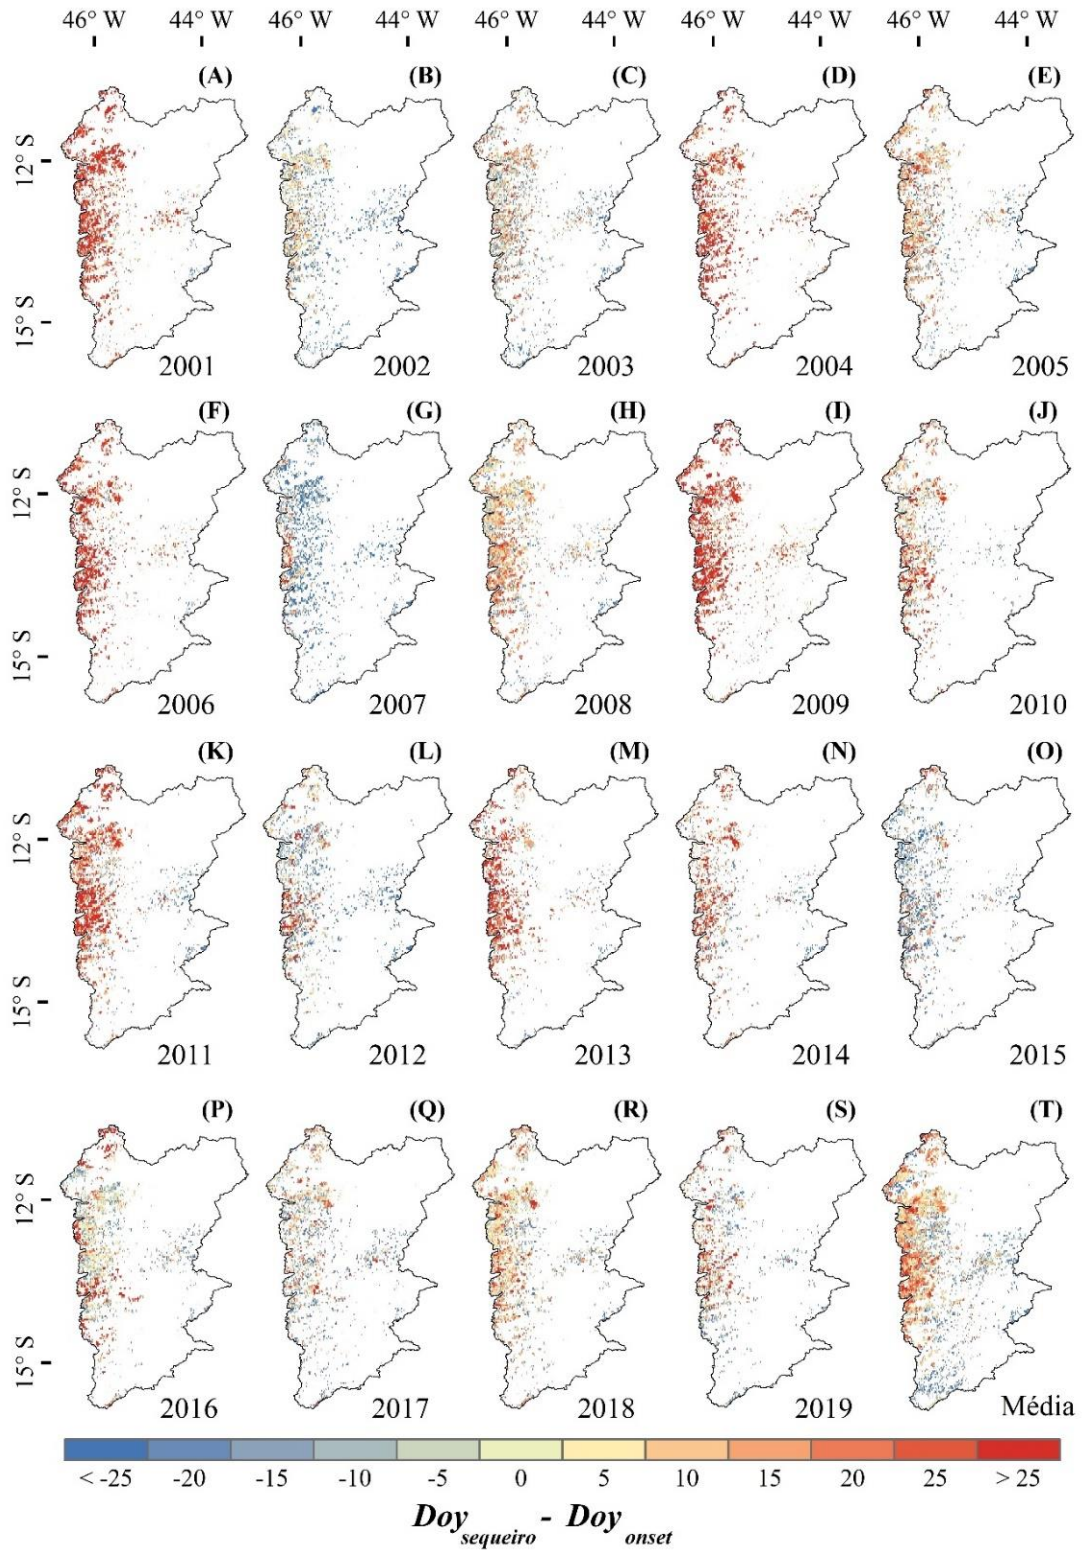 46° W 44° W 46° W 44° W 46° W 44° W 46° W 44° W 46° W 44° W
(A) (B) (C) (D) (E)
12° S
15° S
2001 2002 2003 2004 2005
(F) (G) (H) (I) (J)
12° S
15° S
2006 2007 2008 2009 2010
(K) (L) (M) (N) (O)
12° S
15° S
2011 2012 2013 2014 2015
(P) (Q) (R) (S) (T)
12° S
15° S
2016 2017 2018 2019 Média
< -25 -20 -15 -10 -5 0 5 10 15 20 25 > 25
Doy sequeiro - Doy onset